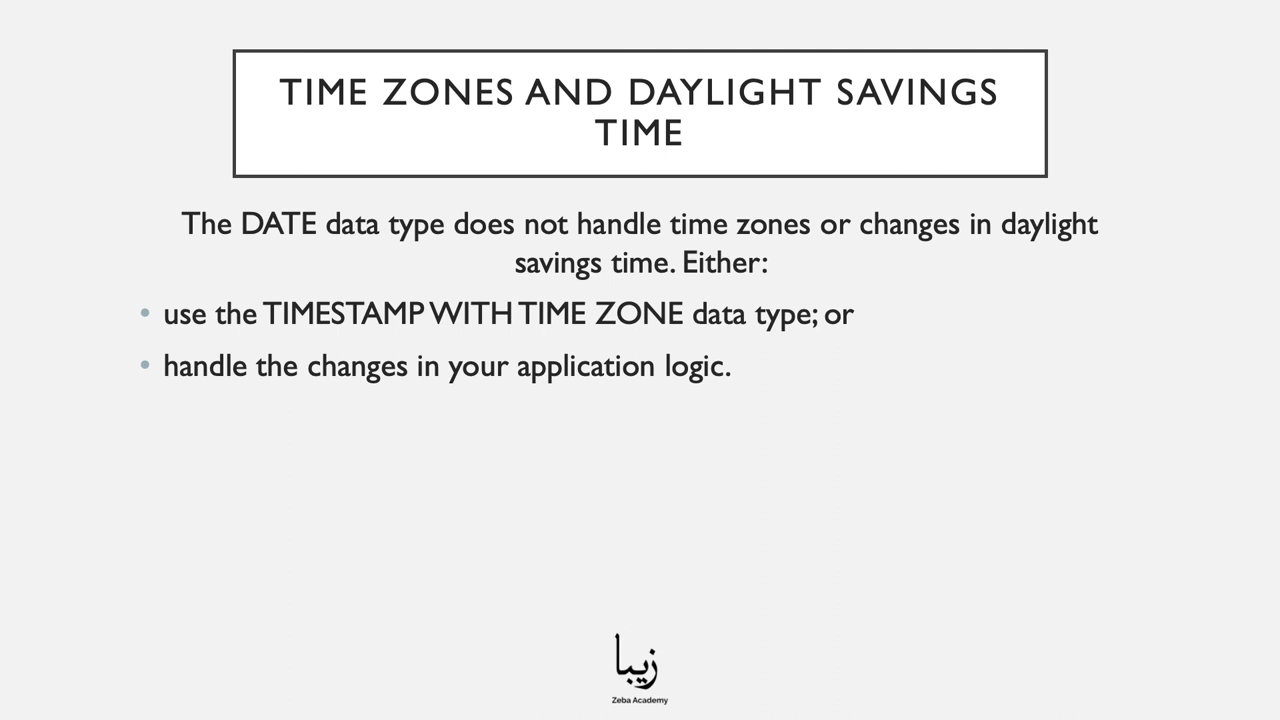 TIME ZONES AND DAYLIGHT SAVINGS
TIME
The DATE data type does not handle time zones or changes in daylight
savings time. Either:
• use the TIMESTAMP WITH TIME ZONE data type; or
• handle the changes in your application logic.
زیبا
Zeba Academy